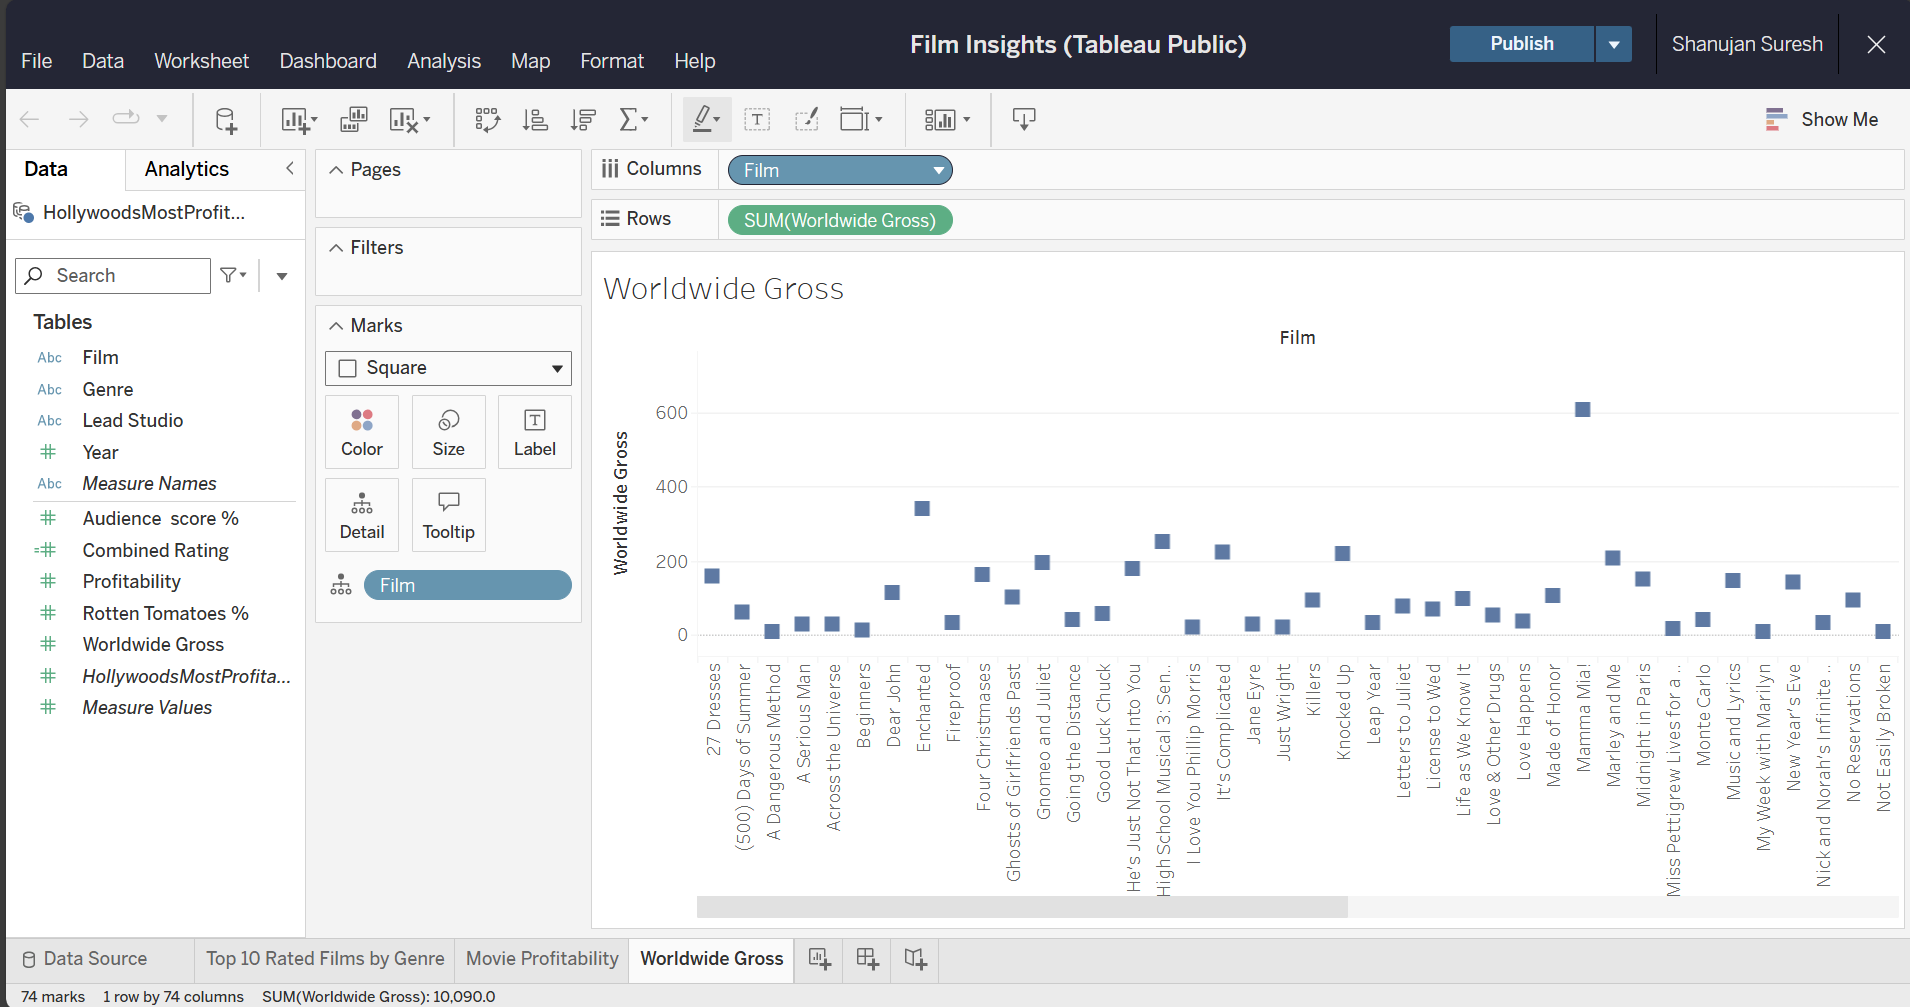 Film Insights (Tableau Public)
Publish
Shanujan Suresh
File Data Worksheet Dashboard Analysis Map Format Help
Show Me
Data
Analytics
HollywoodsMostProfit...
Search
Tables
Abc Film
Abc Genre
Abc Lead Studio
Year
Abc Measure Names
Audience score %
Combined Rating
Profitability
Rotten Tomatoes %
Worldwide Gross
HollywoodsMostProfita...
Measure Values
Pages
Filters
Marks
Square
Color
Size
Label
Detail
Tooltip
Film
Columns
Film
Rows
SUM(Worldwide Gross)
Worldwide Gross
Film
Worldwide Gross
600
400
200
0
27 Dresses
(500) Days of Summer
A Dangerous Method
A Serious Man
Across the Universe
Beginners
Dear John
Enchanted
Fireproof
Four Christmases
Ghosts of Girlfriends Past
Gnomeo and Juliet
Going the Distance
Good Luck Chuck
He's Just Not That Into You
High School Musical 3: Sen..
I Love You Phillip Morris
It's Complicated
Jane Eyre
Just Wright
Killers
Knocked Up
Leap Year
Letters to Juliet
License to Wed
Life as We Know It
Love & Other Drugs
Love Happens
Made of Honor
Mamma Mia!
Marley and Me
Midnight in Paris
Miss Pettigrew Lives for a ..
Monte Carlo
Music and Lyrics
My Week with Marilyn
New Year's Eve
Nick and Norah's Infinite ..
No Reservations
Not Easily Broken
Data Source
Top 10 Rated Films by Genre
Movie Profitability
Worldwide Gross
74 marks
1 row by 74 columns
SUM(Worldwide Gross): 10,090.0